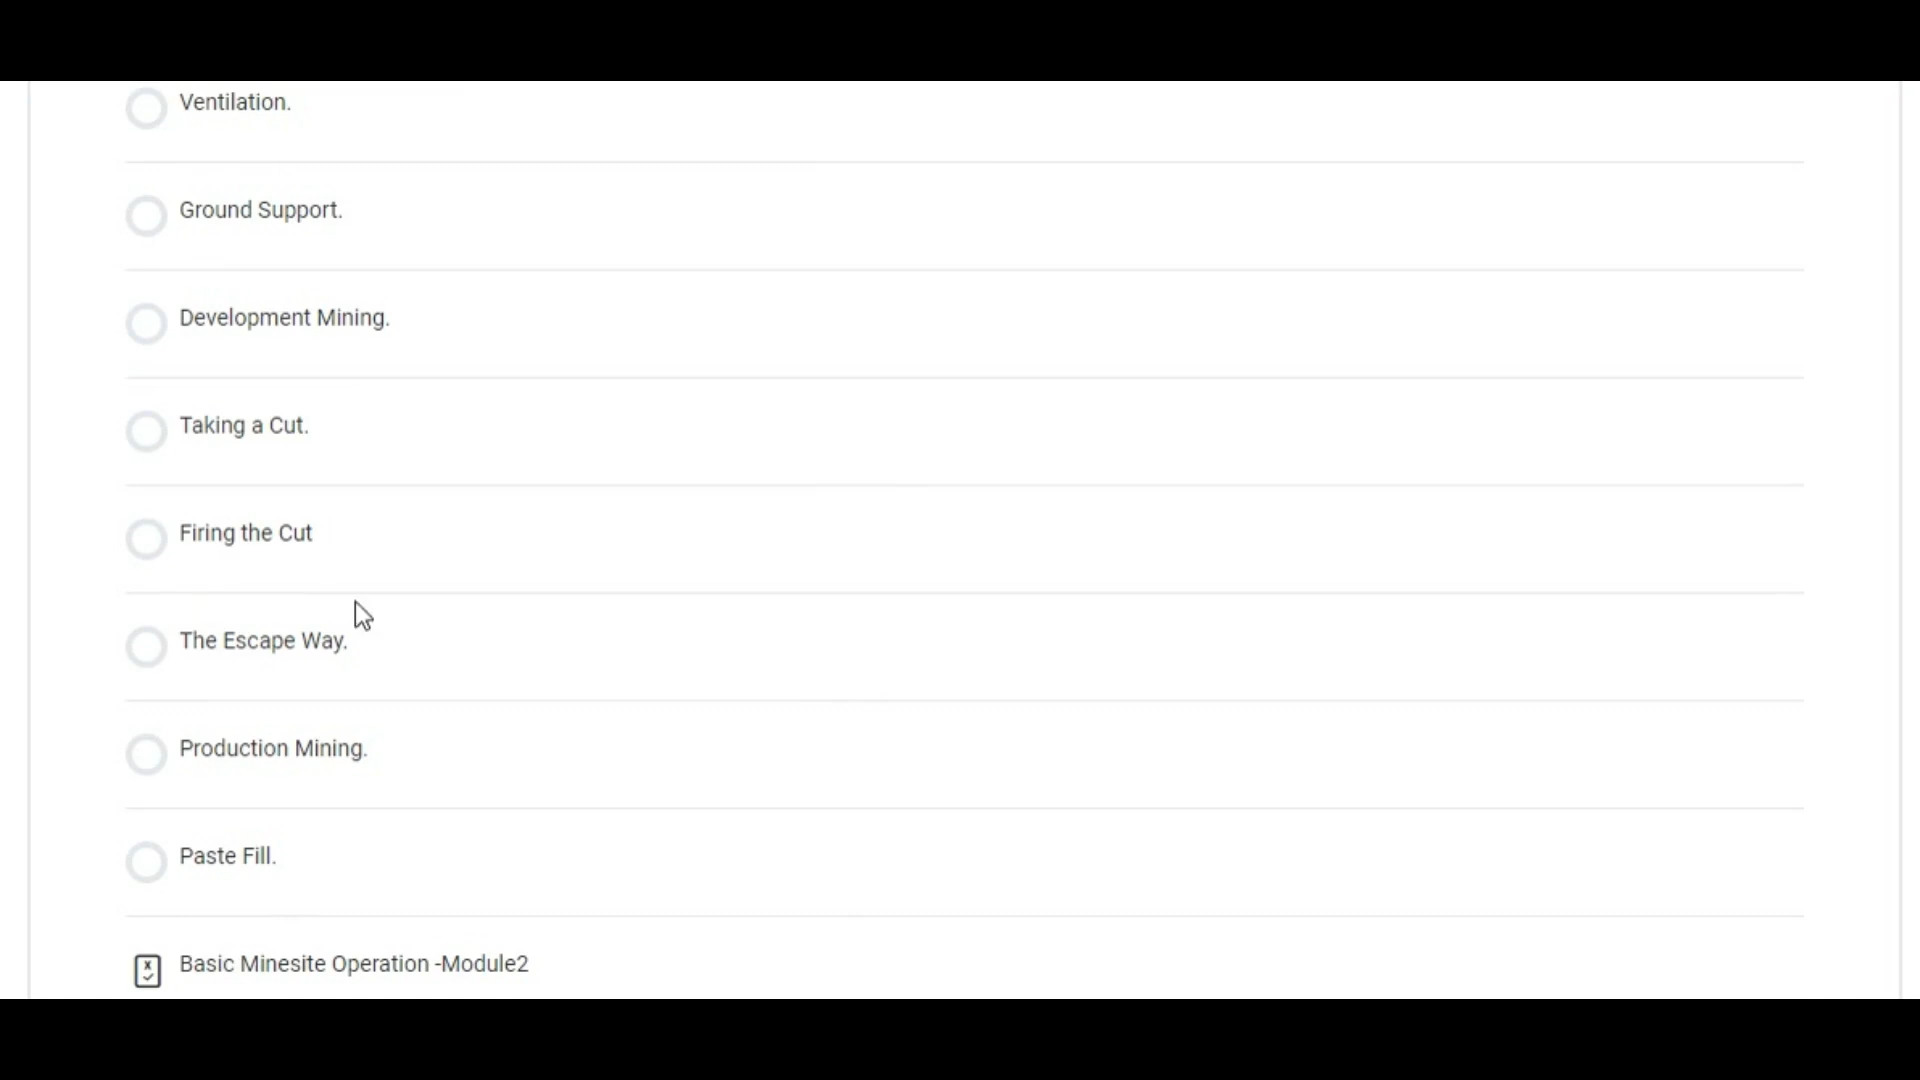 Ventilation.
Ground Support.
Development Mining.
Taking a Cut.
Firing the Cut
The Escape Way.
Production Mining.
Paste Fill.
Basic Minesite Operation -Module2